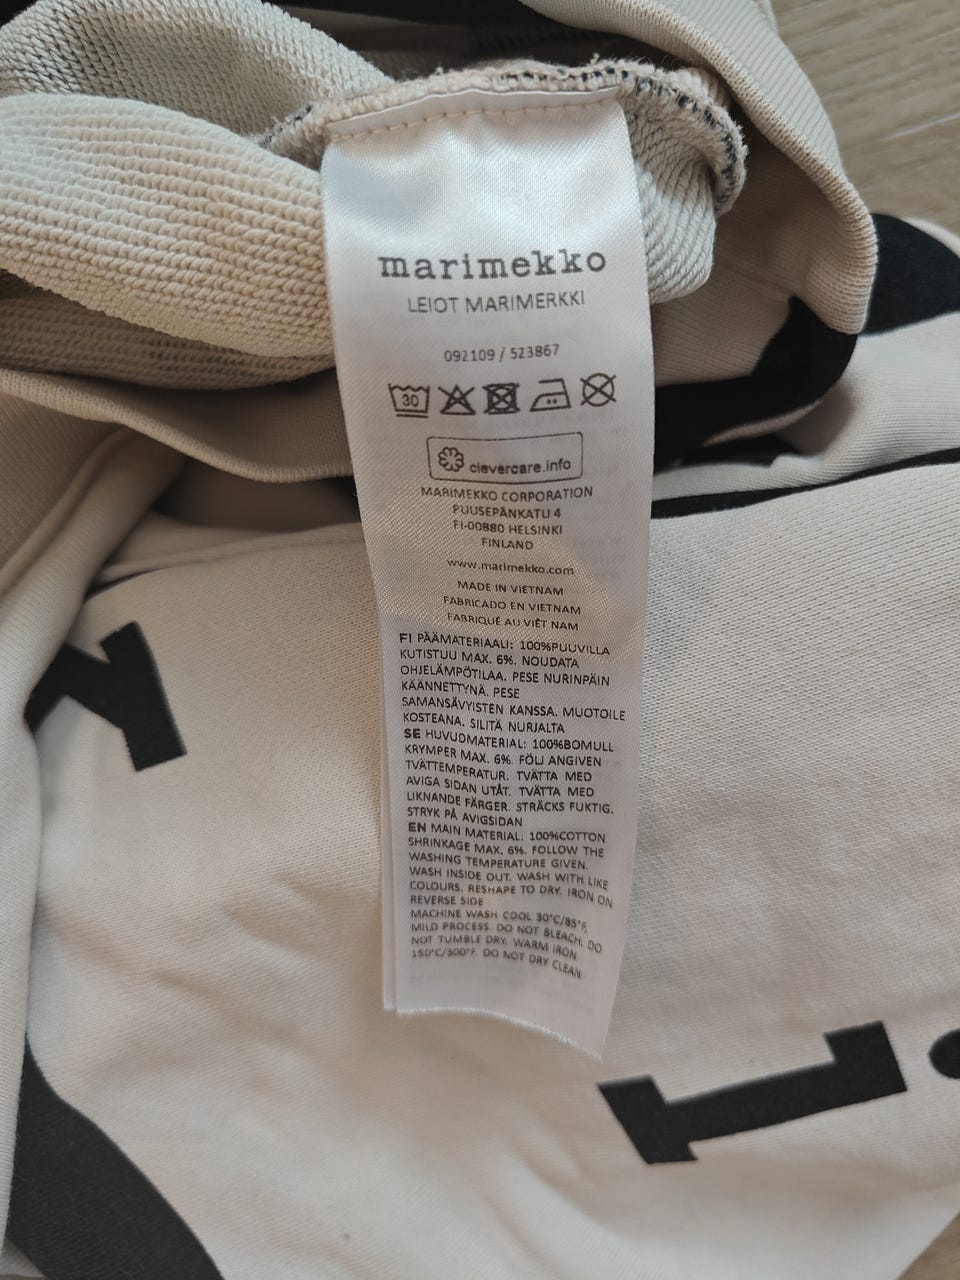 marimekko
LEIOT MARIMERKKI
092109 / 523867
30
clevercare.info
MARIMEKKO CORPORATION
PUUSEPÄNKATU 4
FI-00880 HELSINKI
FINLAND
www.marimekko.com
MADE IN VIETNAM
FABRICADO EN VIETNAM
FABRIQUÉ AU VIÊT NAM
FI PÄÄMATERIAALI: 100%PUUVILLA
KUTISTUU MAX. 6%. NOUDATA
OHJELÄMPÖTILAA. PESE NURINPÄIN
KÄÄNNETTYNÄ. PESE
SAMANSÄVYISTEN KANSSA. MUOTOILE
KOSTEANA. SILITÄ NURJALTA
SE HUVUDMATERIAL: 100%BOMULL
KRYMPER MAX. 6%. FÖLJ ANGIVEN
TVÄTTEMPERATUR. TVÄTTA MED
AVIGA SIDAN UTÅT. TVÄTTA MED
LIKNANDE FÄRGER. STRÄCKS FUKTIG.
STRYK PÅ AVIGSIDAN
EN MAIN MATERIAL: 100%COTTON
SHRINKAGE MAX. 6%. FOLLOW THE
WASHING TEMPERATURE GIVEN.
WASH INSIDE OUT. WASH WITH LIKE
COLOURS. RESHAPE TO DRY. IRON ON
REVERSE SIDE
MACHINE WASH COOL 30°C/85°F,
MILD PROCESS. DO NOT BLEACH. DO
NOT TUMBLE DRY. WARM IRON
150°C/300°F. DO NOT DRY CLEAN